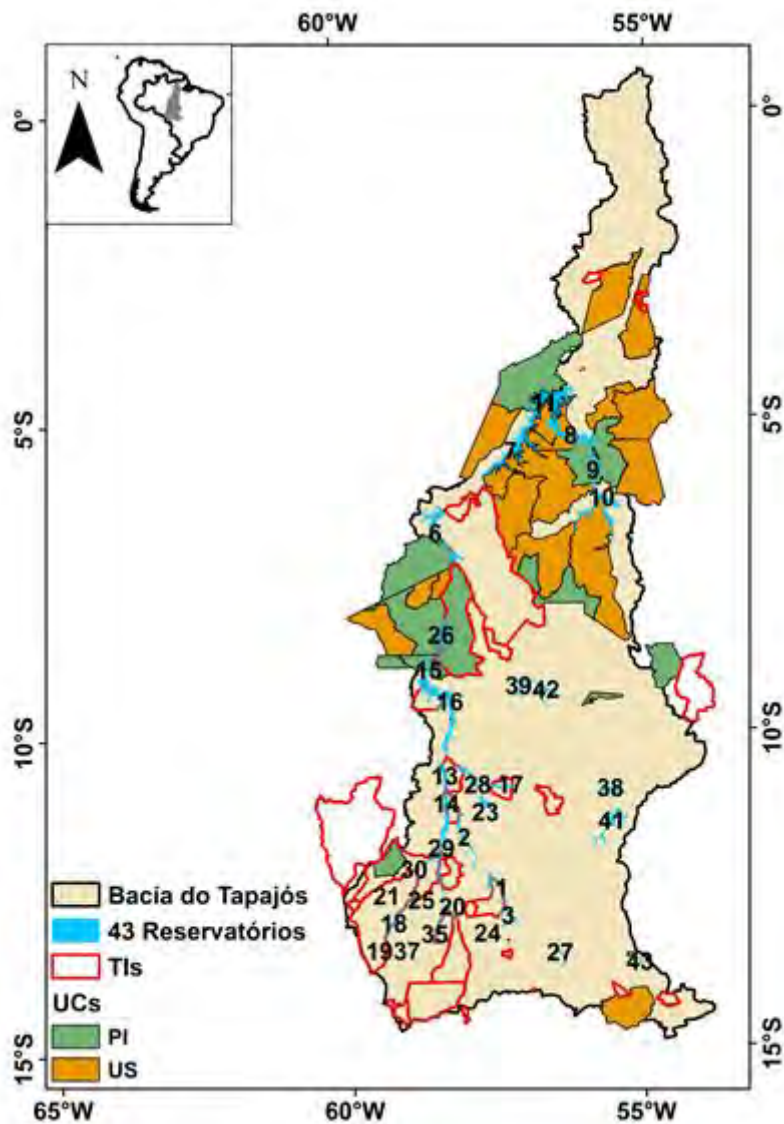 60°W 55°W
N
0° 0°
5°S 5°S
11
8
7
9
10
6
26
15
16
39 42
10°S 10°S
13 28 17 38
14 23 41
2
29
30
21 25 20 1
3
18
35 24
19 37 27 43
Bacia do Tapajós
43 Reservatórios
TIs
UCs
PI
US
15°S 15°S
65°W 60°W 55°W